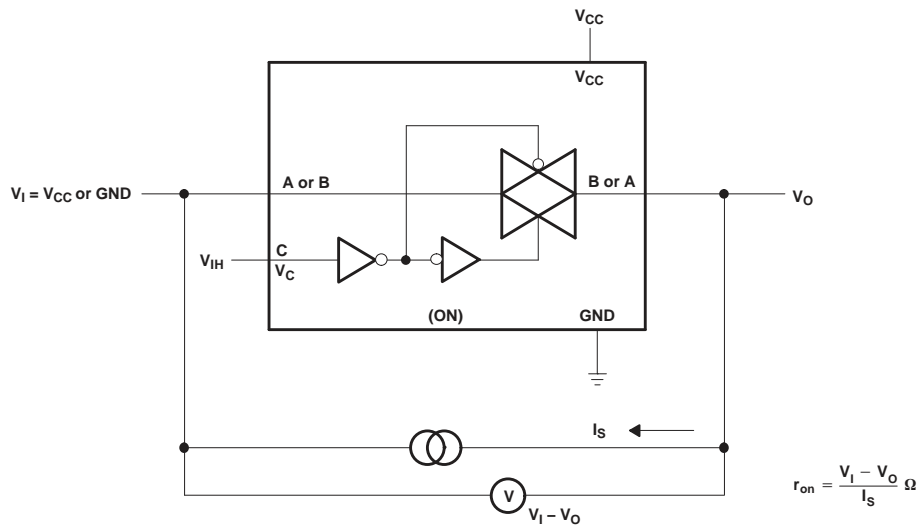 VCC
VCC
VI = VCC or GND
A or B
B or A
VO
VIH
C
VC
(ON)
GND
IS
V
VI – VO
ron = VI – VO / IS Ω